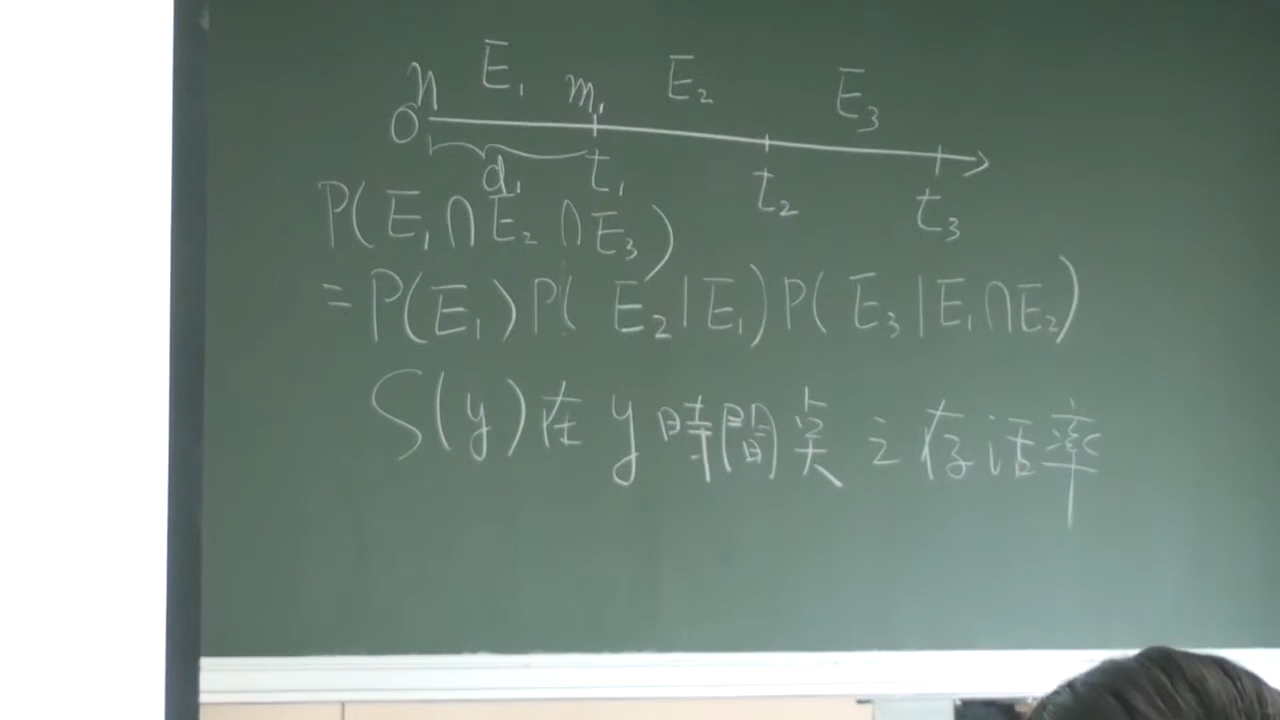 n E₁ m₁ E₂ E₃
0 d₁ t₁ t₂ t₃
P(E₁∩E₂∩E₃)
=P(E₁)P(E₂|E₁)P(E₃|E₁∩E₂)
S(y)在y時間奌之存活率